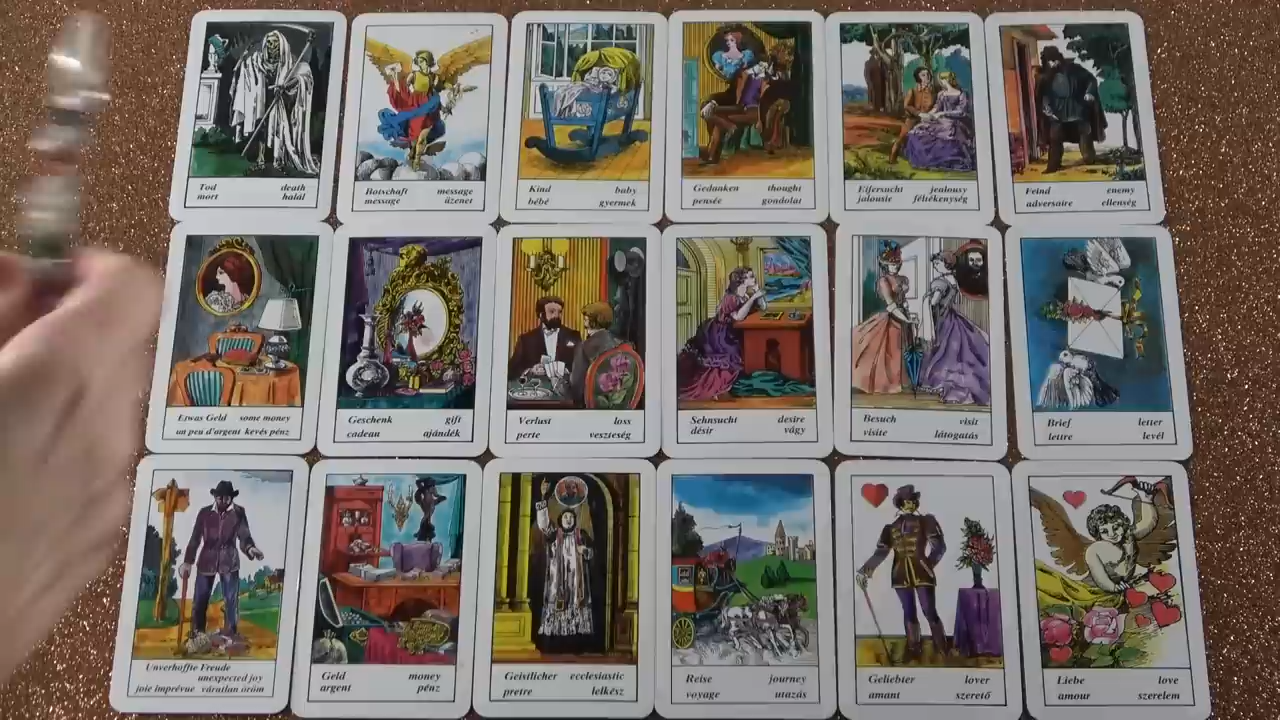 Tod death
mort halál
Botschaft message
message üzenet
Kind baby
bébé gyermek
Gedanken thought
pensée gondolat
Eifersucht jealousy
jalousie féltékenység
Feind enemy
adversaire ellenség
Etwas Geld some money
un peu d'argent kevés pénz
Geschenk gift
cadeau ajándék
Verlust loss
perte veszteség
Sehnsucht desire
désir vágy
Besuch visit
visite látogatás
Brief letter
lettre levél
Unverhoffte Freude
unexpected joy
joie imprévue váratlan öröm
Geld money
argent pénz
Geistlicher ecclesiastic
pretre lelkész
Reise journey
voyage utazás
Geliebter lover
amant szerető
Liebe love
amour szerelem